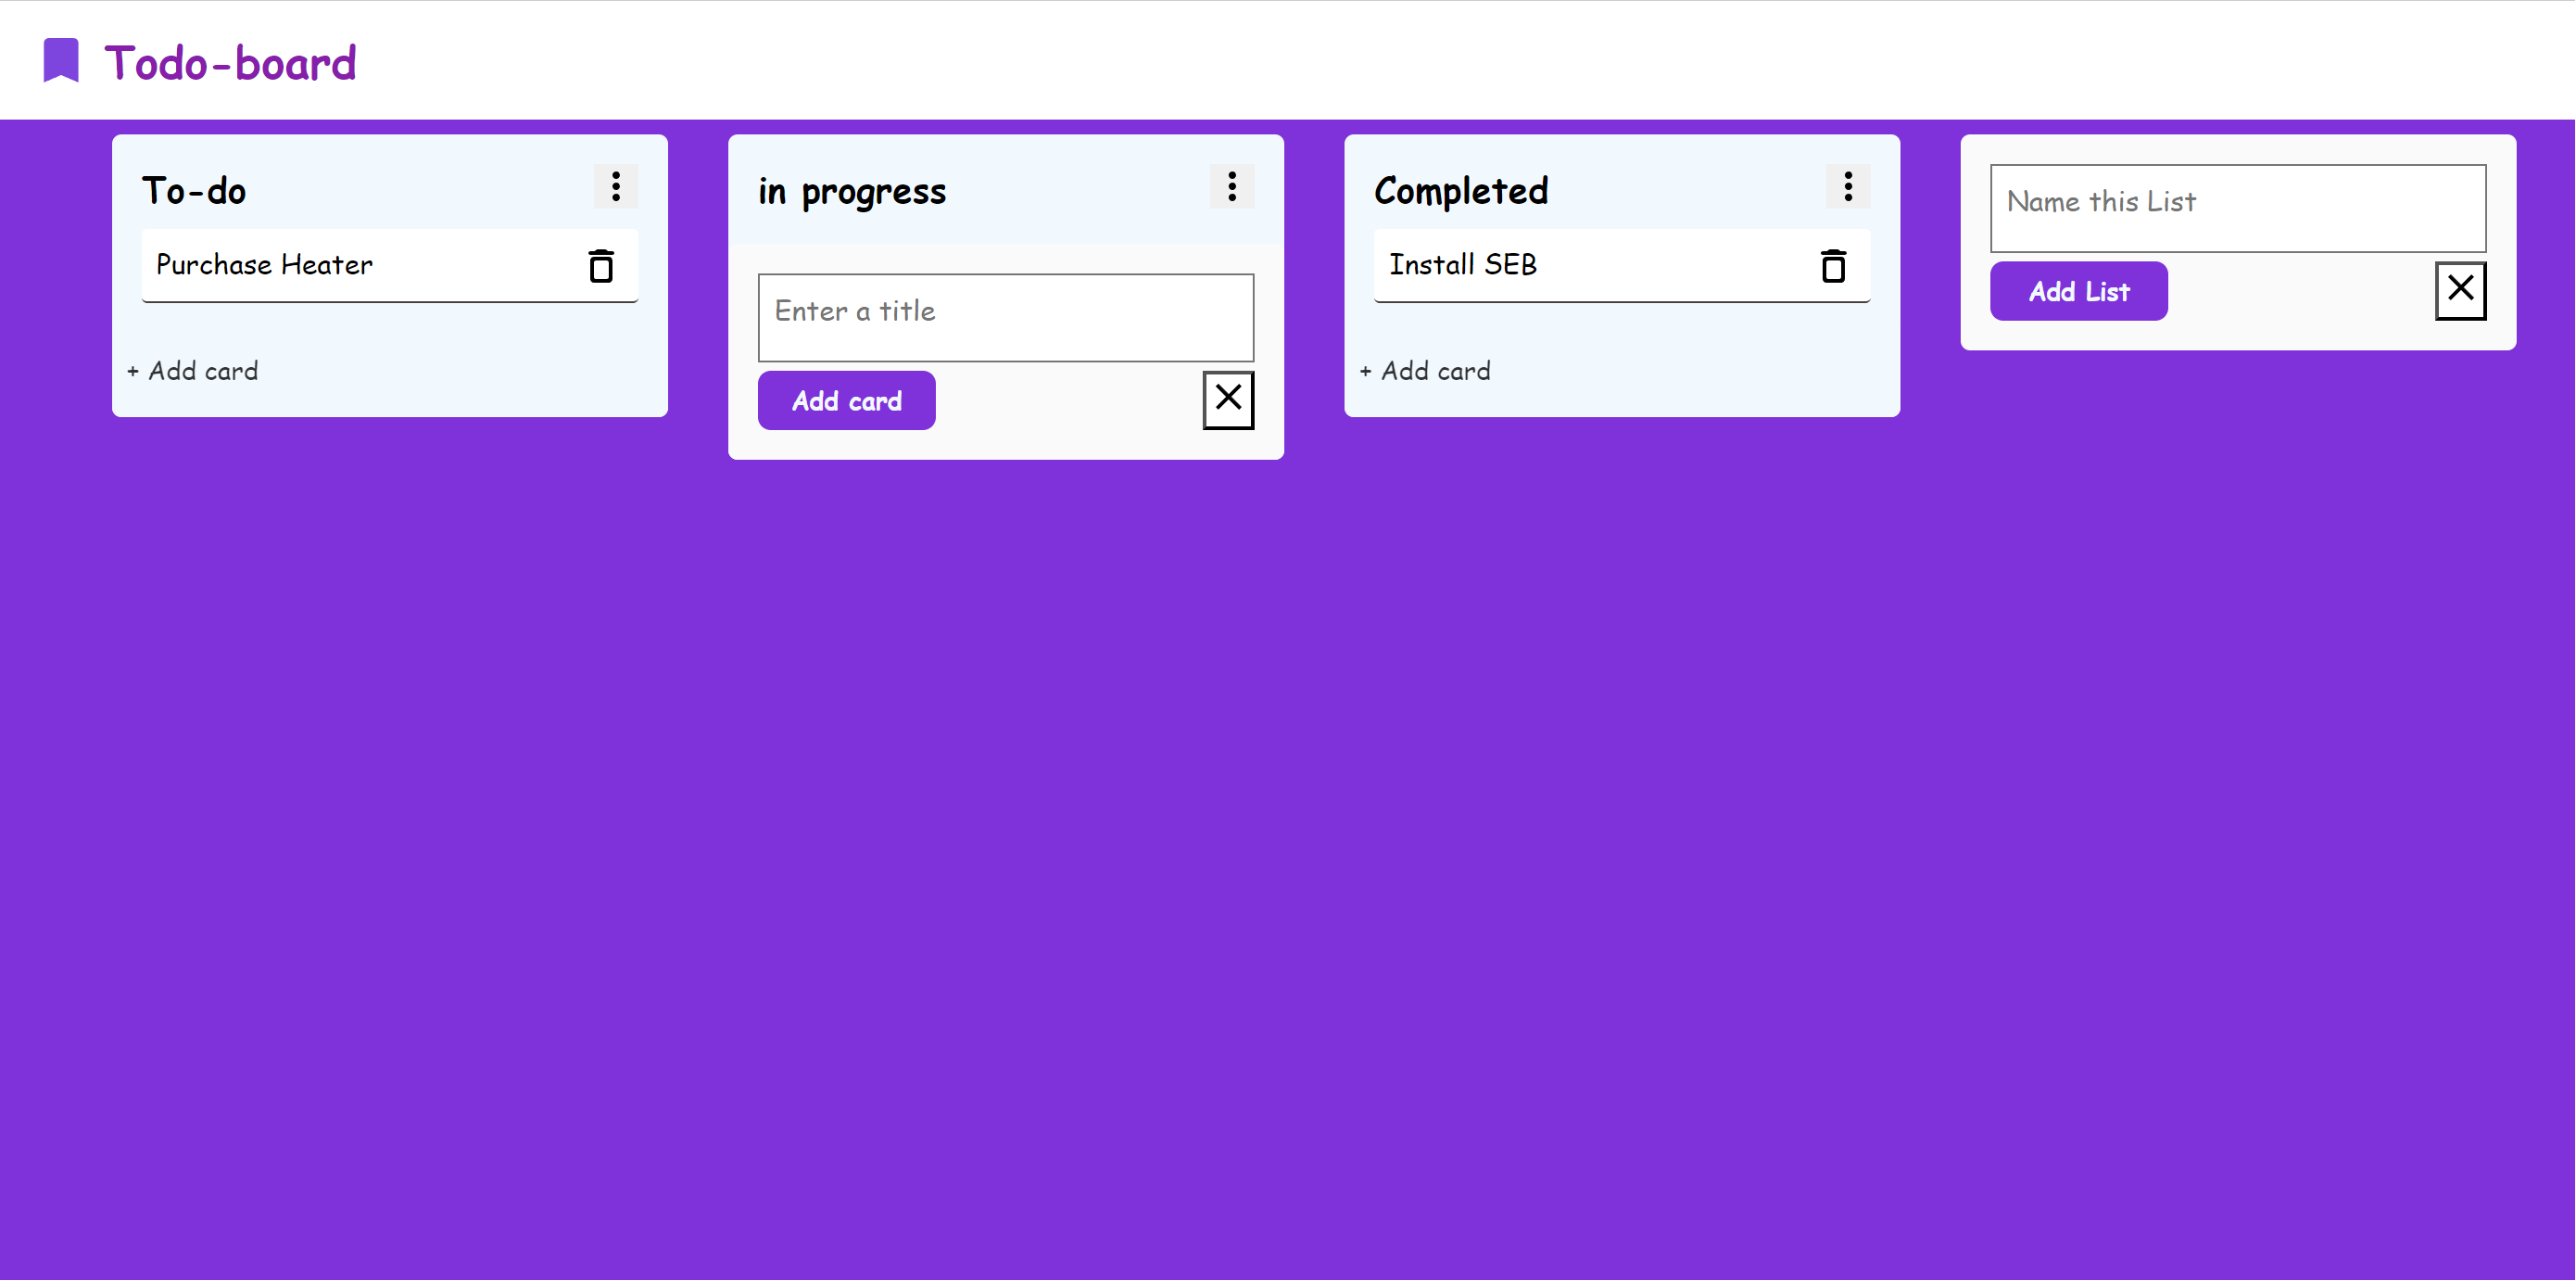 Todo-board
To-do
Purchase Heater
+ Add card
in progress
Enter a title
Add card
Completed
Install SEB
+ Add card
Name this List
Add List